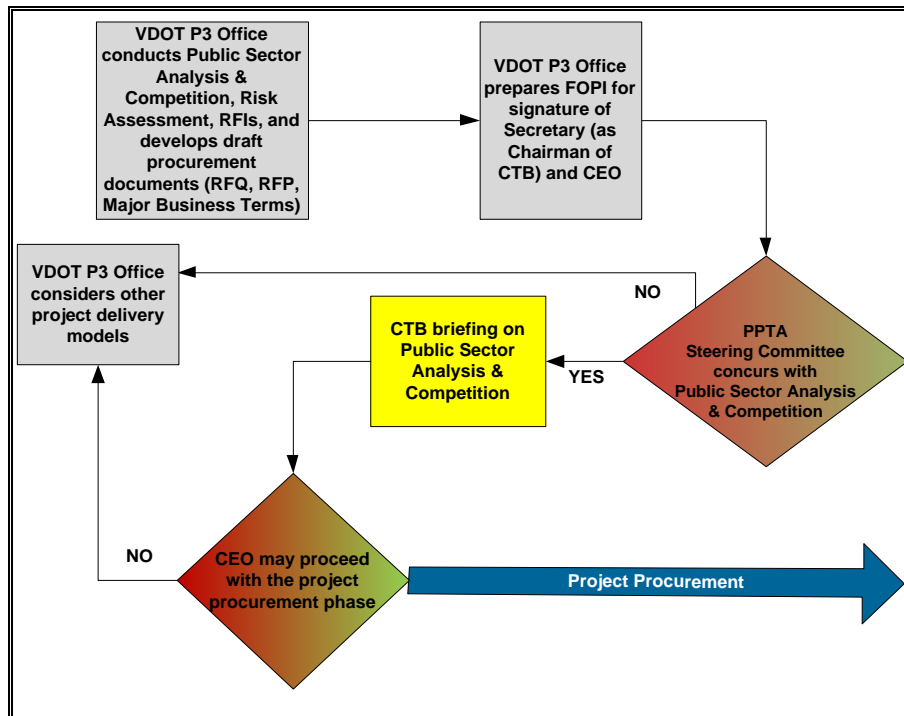 VDOT P3 Office
conducts Public Sector
Analysis &
Competition, Risk
Assessment, RFIs, and
develops draft
procurement
documents (RFQ, RFP,
Major Business Terms)
VDOT P3 Office
prepares FOPI for
signature of
Secretary (as
Chairman of
CTB) and CEO
PPTA
Steering Committee
concurs with
Public Sector Analysis
& Competition
NO
YES
VDOT P3 Office
considers other
project delivery
models
CTB briefing on
Public Sector
Analysis &
Competition
CEO may proceed
with the project
procurement phase
NO
Project Procurement